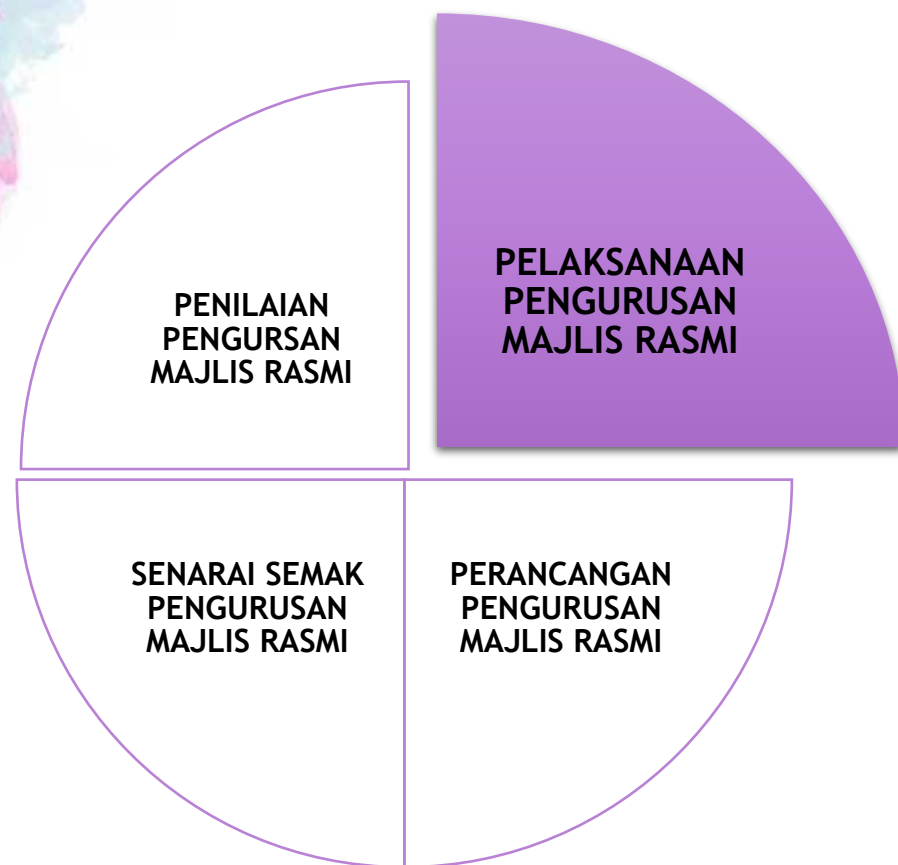 PENILAIAN
PENGURSAN
MAJLIS RASMI
PELAKSANAAN
PENGURUSAN
MAJLIS RASMI
SENARAI SEMAK
PENGURUSAN
MAJLIS RASMI
PERANCANGAN
PENGURUSAN
MAJLIS RASMI